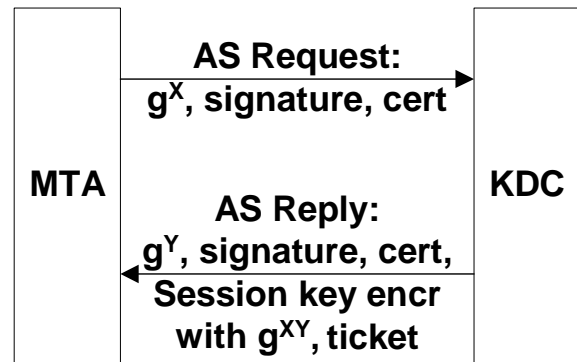 AS Request:
g^X, signature, cert
MTA
KDC
AS Reply:
g^Y, signature, cert,
Session key encr
with g^XY, ticket